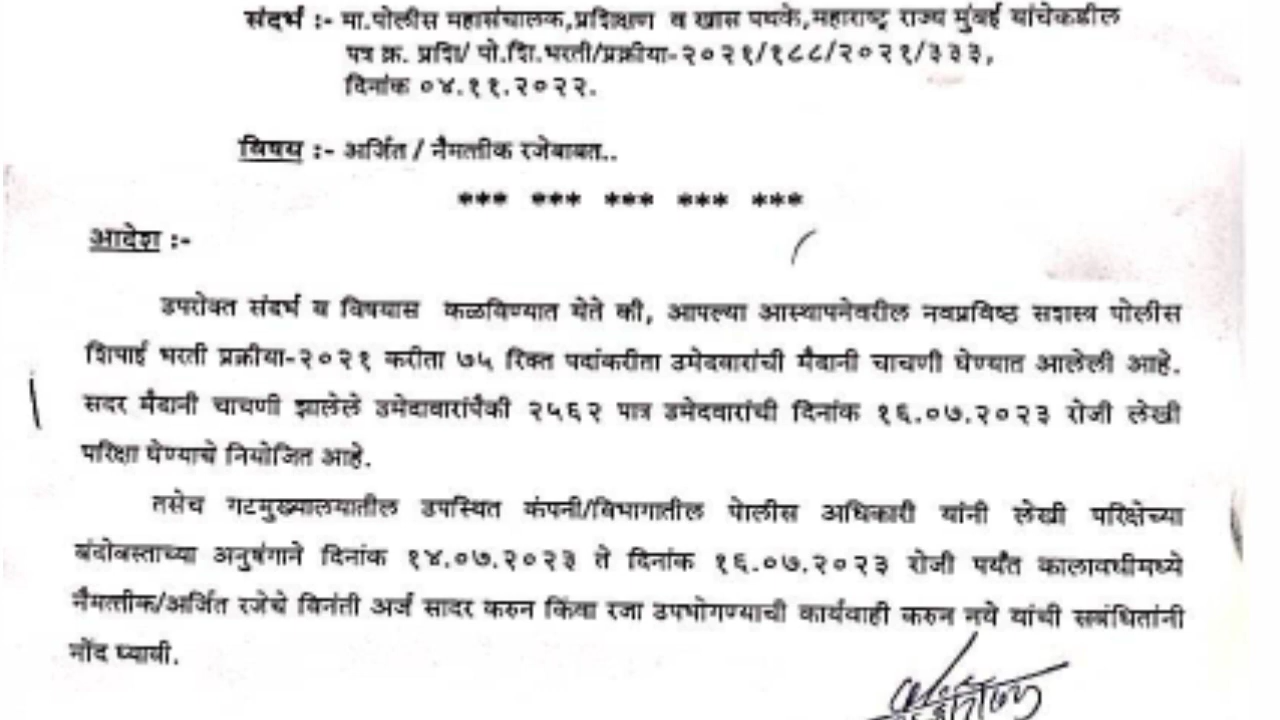 संदर्भ :- मा.पोलीस महासंचालक,प्रशिक्षण व खास पथके,महाराष्ट्र राज्य मुंबई यांचेकडील
पत्र क्र. प्रशि/ पो.शि.भरती/प्रक्रीया-२०२१/१८८/२०२१/३३३,
दिनांक ०४.११.२०२२.
विषय :- अर्जित / नैमत्तीक रजेबाबत..
*** *** *** *** ***
आदेश :-
उपरोक्त संदर्भ व विषयास कळविण्यात येते की, आपल्या आस्थापनेवरील नवप्रविष्ठ सशस्त्र पोलीस
शिपाई भरती प्रक्रीया-२०२१ करीता ७५ रिक्त पदांकरीता उमेदवारांची मैदानी चाचणी घेण्यात आलेली आहे.
सदर मैदानी चाचणी झालेले उमेदावारांपैकी २५६२ पात्र उमेदवारांची दिनांक १६.०७.२०२३ रोजी लेखी
परिक्षा घेण्याचे नियोजित आहे.
तसेच गटमुख्यालयातील उपस्थित कंपनी/विभागातील पोलीस अधिकारी यांनी लेखी परिक्षेच्या
बंदोबस्ताच्या अनुषंगाने दिनांक १४.०७.२०२३ ते दिनांक १६.०७.२०२३ रोजी पर्यंत कालावधीमध्ये
नैमत्तीक/अर्जित रजेचे विनंती अर्ज सादर करुन किंवा रजा उपभोगण्याची कार्यवाही करुन नये यांची सबंधितांनी
नोंद घ्यावी.